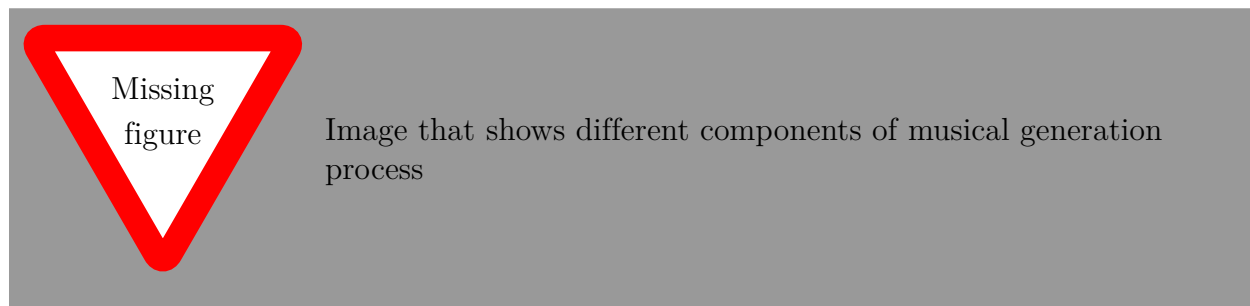 Missing
figure
Image that shows different components of musical generation
process